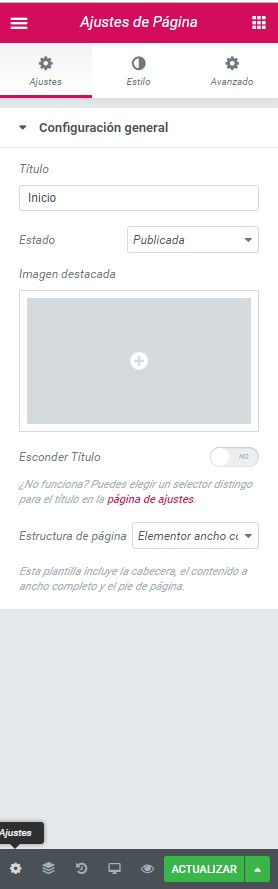 Ajustes de Página
Ajustes
Estilo
Avanzado
Configuración general
Título
Inicio
Estado
Publicada
Imagen destacada
Esconder Título
NO
¿No funciona? Puedes elegir un selector distingo
para el título en la página de ajustes.
Estructura de página
Elementor ancho co
Esta plantilla incluye la cabecera, el contenido a
ancho completo y el pie de página.
Ajustes
ACTUALIZAR